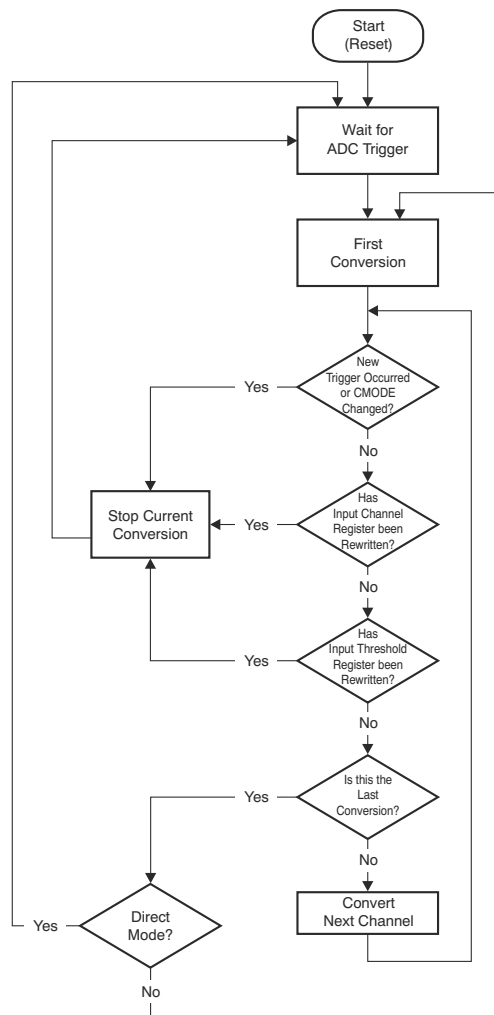 Start
(Reset)
Wait for
ADC Trigger
First
Conversion
New
Trigger Occurred
or CMODE
Changed?
Yes
No
Stop Current
Conversion
Yes
Has
Input Channel
Register been
Rewritten?
No
Has
Input Threshold
Register been
Rewritten?
Yes
No
Is this the
Last
Conversion?
Yes
No
Yes
Direct
Mode?
Convert
Next Channel
No